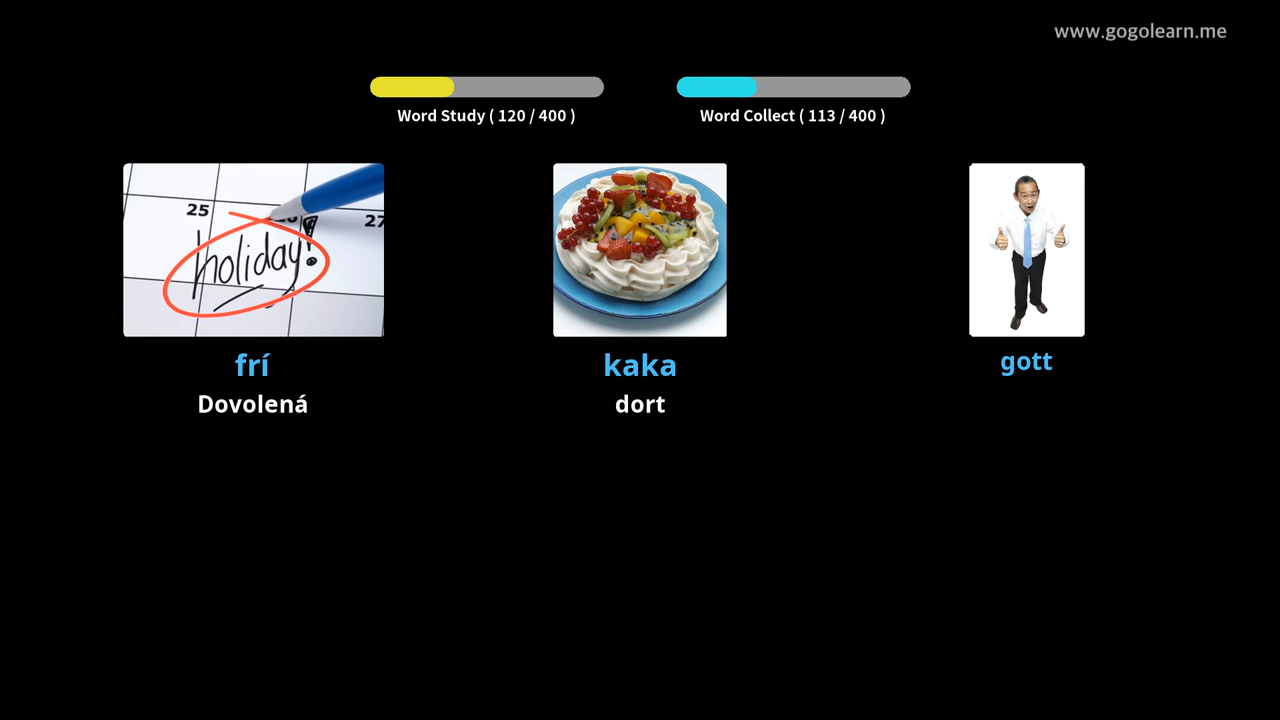 www.gogolearn.me
Word Study ( 120 / 400 )
Word Collect ( 113 / 400 )
25
27
holiday!
frí
kaka
gott
Dovolená
dort